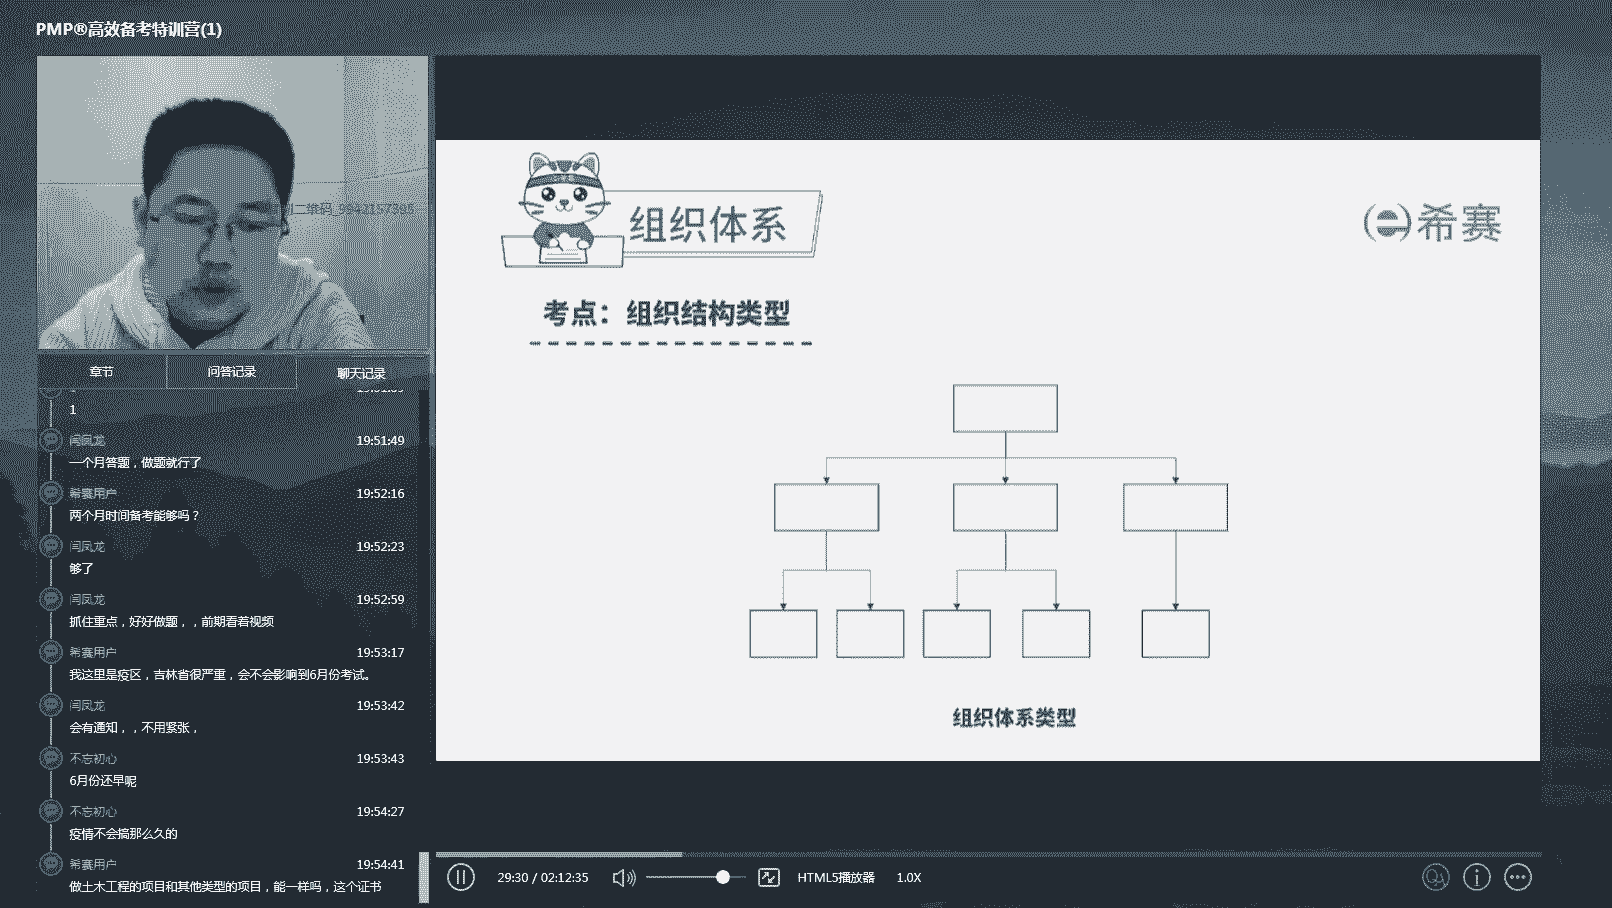 PMP®高效备考特训营(1)
组织体系
希赛
考点：组织结构类型
组织体系类型
章节
问答记录
聊天记录
1
闫凤龙 19:51:49
一个月答题，做题就行了
希赛用户 19:52:16
两个月时间备考能够吗？
闫凤龙 19:52:23
够了
闫凤龙 19:52:59
抓住重点，好好做题，，前期看着视频
希赛用户 19:53:17
我这里是疫区，吉林省很严重，会不会影响到6月份考试。
闫凤龙 19:53:42
会有通知，，不用紧张，
不忘初心 19:53:43
6月份还早呢
不忘初心 19:54:27
疫情不会搞那么久的
希赛用户 19:54:41
做土木工程的项目和其他类型的项目，能一样吗，这个证书
29:30 / 02:12:35
HTML5播放器
1.0X